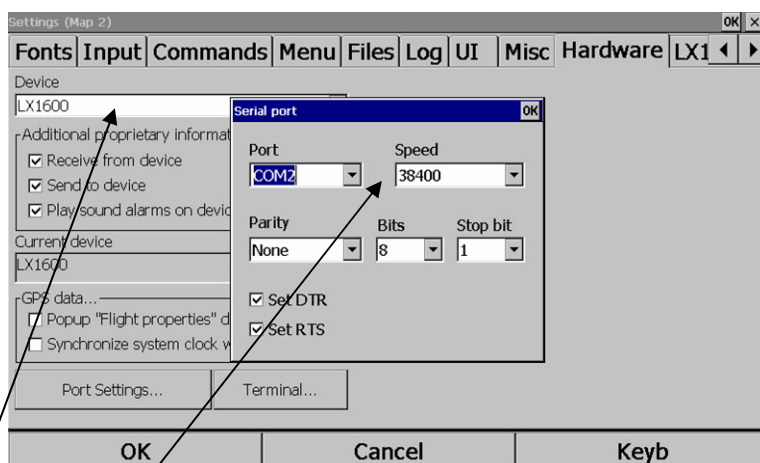 Settings (Map 2) OK ×
Fonts Input Commands Menu Files Log UI Misc Hardware LX1
Device
LX1600
Additional proprietary informat
Receive from device
Send to device
Play sound alarms on devic
Current device
LX1600
GPS data...
Popup "Flight properties" d
Synchronize system clock w
Port Settings... Terminal...
Serial port OK
Port Speed
COM2 38400
Parity Bits Stop bit
None 8 1
Set DTR
Set RTS
OK Cancel Keyb